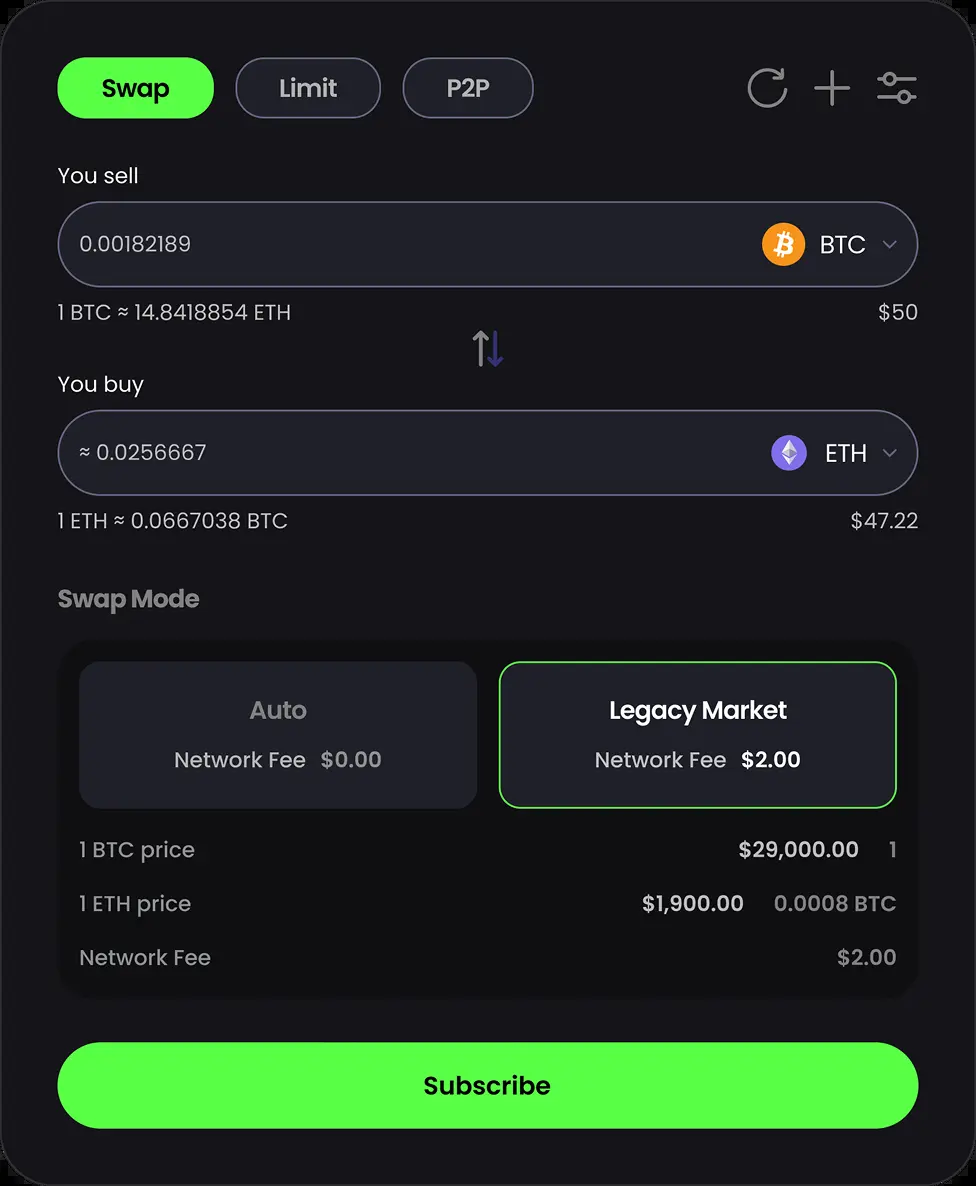 Swap Limit P2P
You sell
0.00182189 BTC
1 BTC ≈ 14.8418854 ETH $50
You buy
≈ 0.0256667 ETH
1 ETH ≈ 0.0667038 BTC $47.22
Swap Mode
Auto Legacy Market
Network Fee $0.00 Network Fee $2.00
1 BTC price $29,000.00 1
1 ETH price $1,900.00 0.0008 BTC
Network Fee $2.00
Subscribe